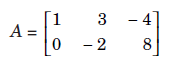 A = [1 3 −4
0 −2 8]